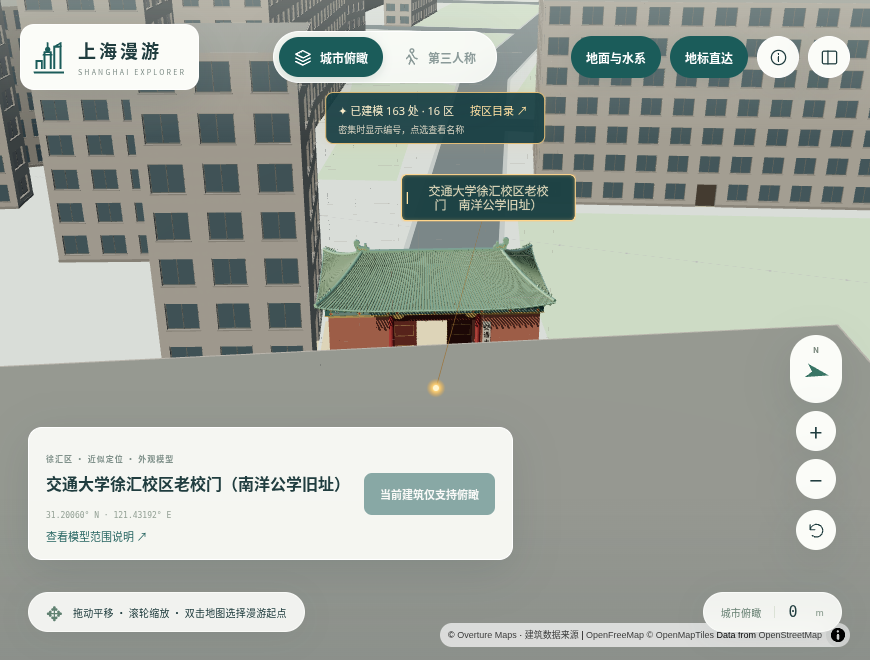 上海漫游
SHANGHAI EXPLORER
城市俯瞰
第三人称
地面与水系
地标直达
✦ 已建模 163 处 · 16 区 按区目录 ↗
密集时显示编号，点选查看名称
交通大学徐汇校区老校
门 南洋公学旧址）
N
徐汇区 · 近似定位 · 外观模型
交通大学徐汇校区老校门（南洋公学旧址）
31.20060° N · 121.43192° E
查看模型范围说明 ↗
当前建筑仅支持俯瞰
拖动平移 · 滚轮缩放 · 双击地图选择漫游起点
城市俯瞰 0 m
© Overture Maps · 建筑数据来源 | OpenFreeMap © OpenMapTiles Data from OpenStreetMap